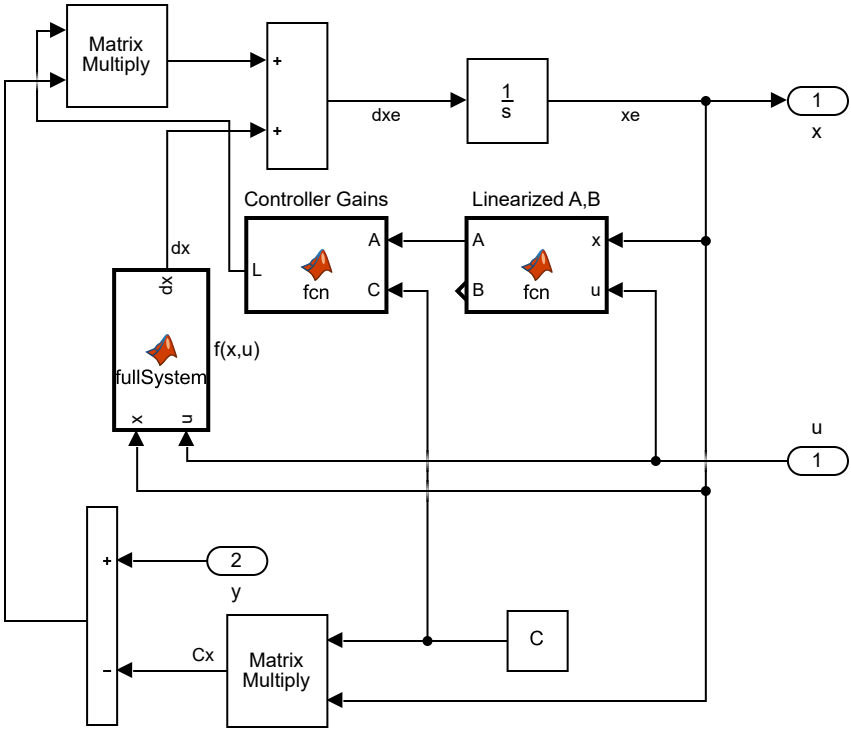 Matrix
Multiply
+
+
dxe
1
s
xe
1
x
Controller Gains
Linearized A,B
L
A
C
fcn
A
B
x
u
fcn
dx
dx
fullSystem
x
u
f(x,u)
u
1
+
−
2
y
Cx
Matrix
Multiply
C